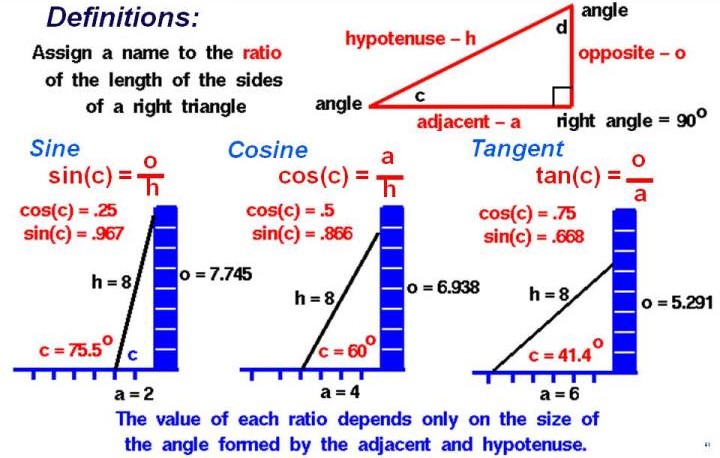 Definitions:
Assign a name to the ratio
of the length of the sides
of a right triangle
angle
d
hypotenuse – h
opposite – o
angle
c
adjacent – a
right angle = 90°
Sine
sin(c) = o/h
cos(c) = .25
sin(c) = .967
h = 8
o = 7.745
c = 75.5°
c
a = 2
Cosine
cos(c) = a/h
cos(c) = .5
sin(c) = .866
h = 8
o = 6.938
c = 60°
a = 4
Tangent
tan(c) = o/a
cos(c) = .75
sin(c) = .668
h = 8
o = 5.291
c = 41.4°
a = 6
The value of each ratio depends only on the size of
the angle formed by the adjacent and hypotenuse.